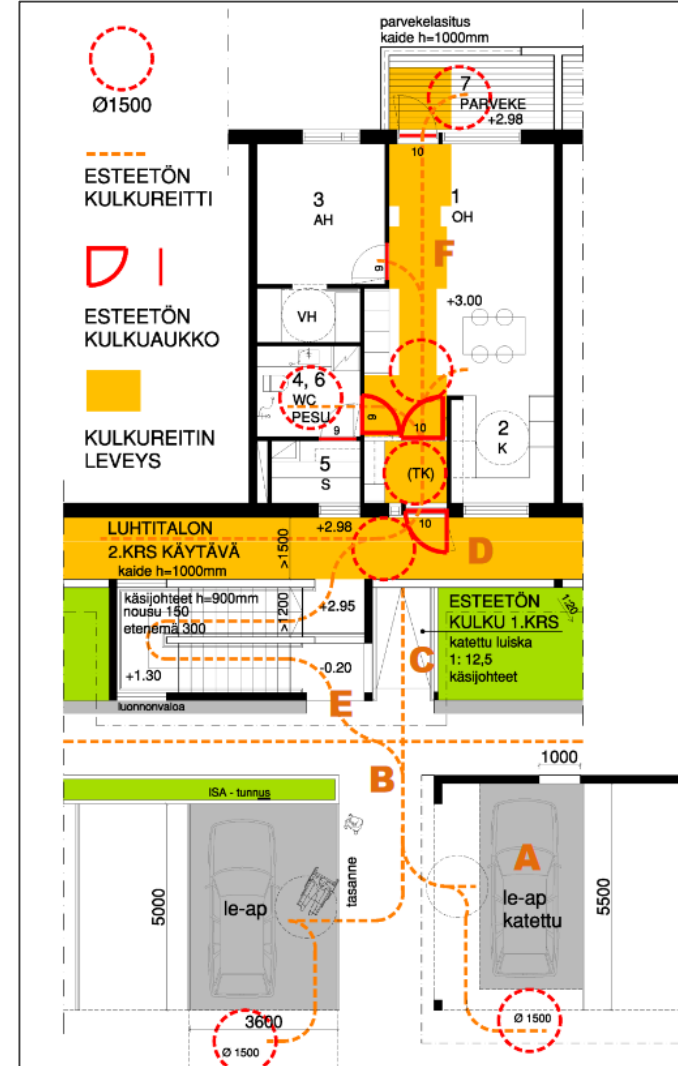 Ø1500
ESTEETÖN
KULKUREITTI
ESTEETÖN
KULKUAUKKO
KULKUREITIN
LEVEYS
parvekelasitus
kaide h=1000mm
7
PARVEKE
+2.98
10
3
AH
1
OH
9
F
+3.00
VH
4, 6
WC
PESU
9
9
10
2
K
5
S
(TK)
LUHTITALON
2.KRS KÄYTÄVÄ
kaide h=1000mm
+2.98
>1500
10
D
käsijohteet h=900mm
nousu 150
etenemä 300
>1200
+2.95
+1.30
-0.20
luonnonvaloa
E
C
ESTEETÖN
KULKU 1.KRS
katettu luiska
1: 12,5
käsijohteet
1:20
B
1000
ISA - tunnus
5000
le-ap
tasanne
A
le-ap
katettu
5500
3600
Ø 1500
Ø 1500